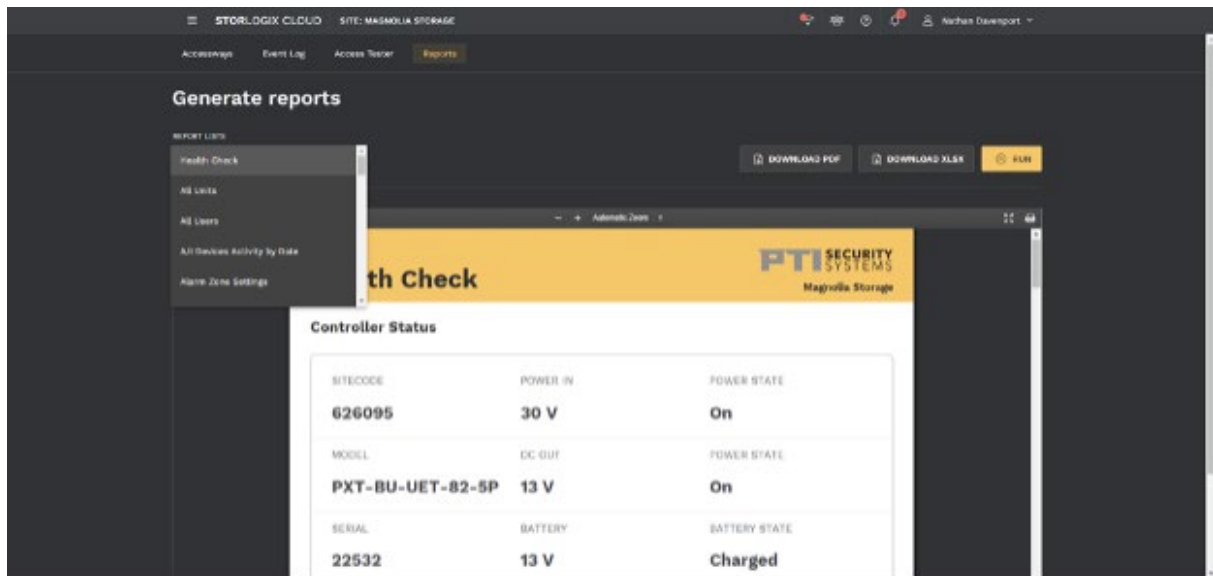 STORLOGIX CLOUD SITE: MAGNOLIA STORAGE Nathan Davenport
Accessways Event Log Access Tester Reports
Generate reports
REPORT LISTS
Health Check
DOWNLOAD PDF DOWNLOAD XLSX RUN
All Units
All Users
Automatic Zoom
All Devices Activity by Date
Alarm Zone Settings
th Check
PTI SECURITY SYSTEMS
Magnolia Storage
Controller Status
SITECODE POWER IN POWER STATE
626095 30 V On
MODEL DC OUT POWER STATE
PXT-BU-UET-82-5P 13 V On
SERIAL BATTERY BATTERY STATE
22532 13 V Charged